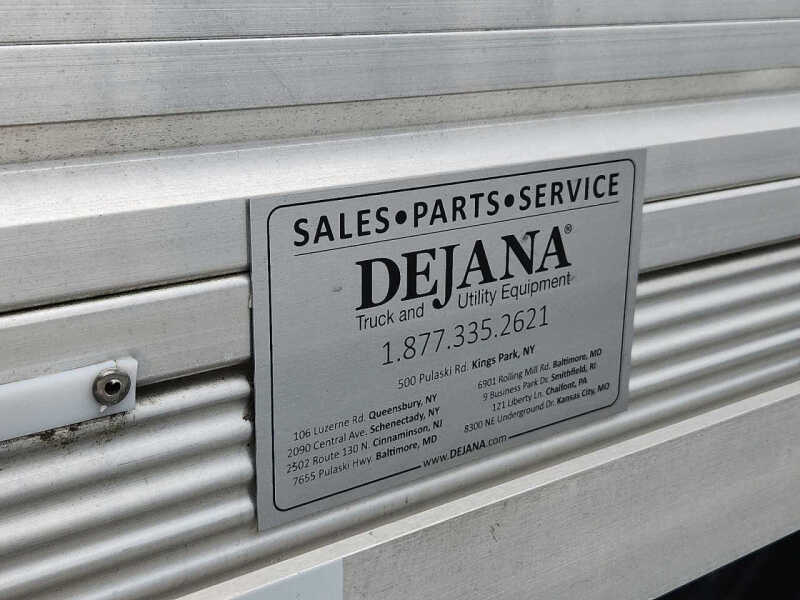 SALES•PARTS•SERVICE
DEJANA®
Truck and Utility Equipment
1.877.335.2621
500 Pulaski Rd. Kings Park, NY
106 Luzerne Rd. Queensbury, NY
2090 Central Ave. Schenectady, NY
2502 Route 130 N. Cinnaminson, NJ
7655 Pulaski Hwy. Baltimore, MD
6901 Rolling Mill Rd. Baltimore, MD
9 Business Park Dr. Smithfield, RI
121 Liberty Ln. Chalfont, PA
8300 NE Underground Dr. Kansas City, MO
www.DEJANA.com